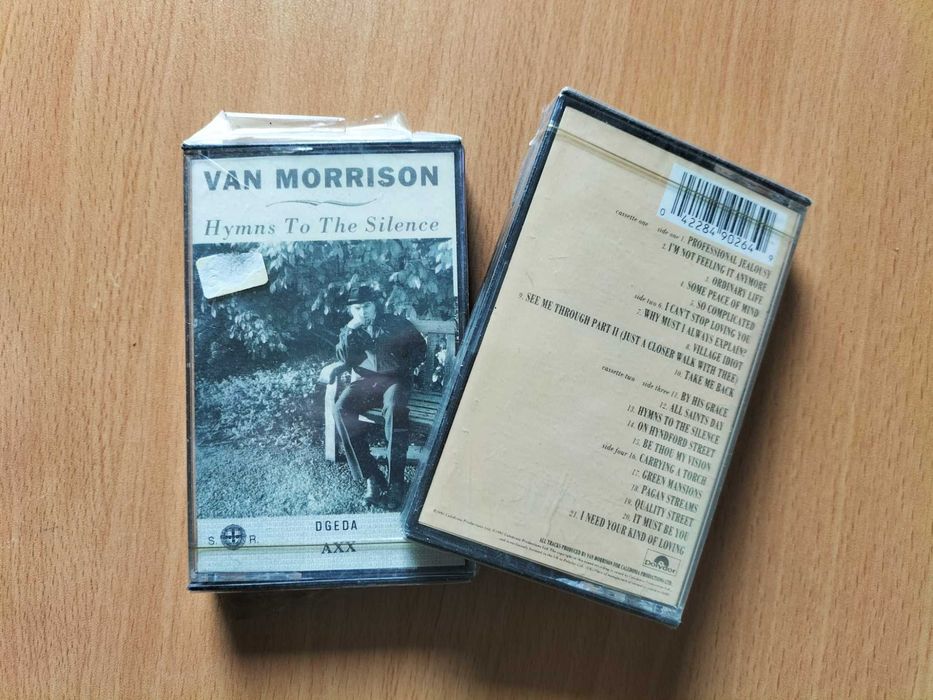 VAN MORRISON
Hymns To The Silence
S. R.
DGEDA
AXX
0 42284 90264 9
cassette one side one 1. PROFESSIONAL JEALOUSY
2. I'M NOT FEELING IT ANYMORE
3. ORDINARY LIFE
4. SOME PEACE OF MIND
5. SO COMPLICATED
side two 6. I CAN'T STOP LOVING YOU
7. WHY MUST I ALWAYS EXPLAIN?
8. VILLAGE IDIOT
9. SEE ME THROUGH PART II (JUST A CLOSER WALK WITH THEE)
10. TAKE ME BACK
cassette two side three 11. BY HIS GRACE
12. ALL SAINTS DAY
13. HYMNS TO THE SILENCE
14. ON HYNDFORD STREET
15. BE THOU MY VISION
side four 16. CARRYING A TORCH
17. GREEN MANSIONS
18. PAGAN STREAMS
19. QUALITY STREET
20. IT MUST BE YOU
21. I NEED YOUR KIND OF LOVING
ALL TRACKS PRODUCED BY VAN MORRISON FOR CALEDONIA PRODUCTIONS LTD.
polydor